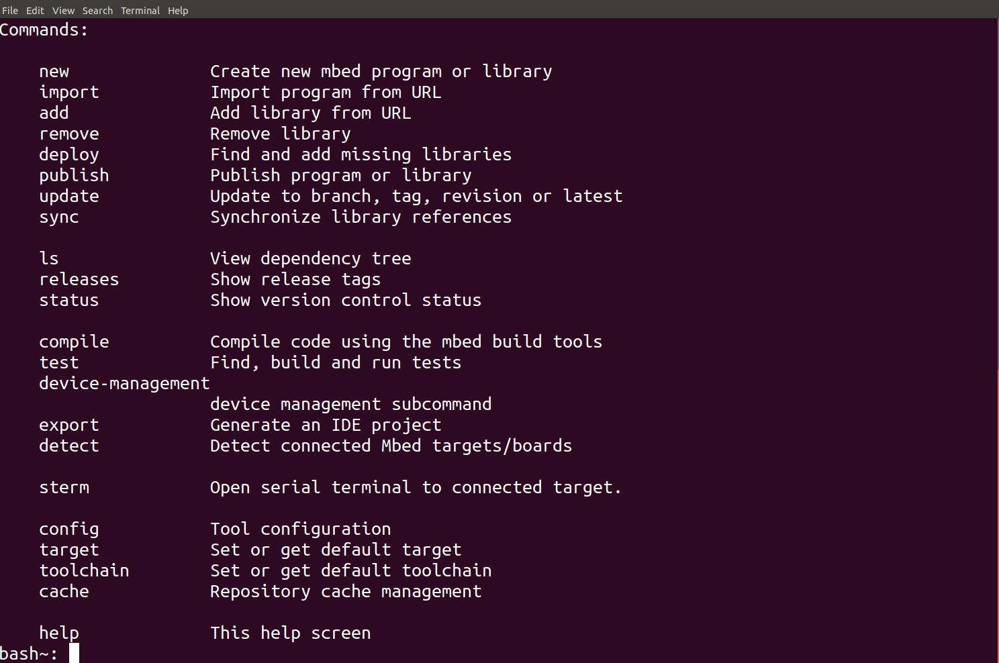 File Edit View Search Terminal Help
Commands:
new Create new mbed program or library
import Import program from URL
add Add library from URL
remove Remove library
deploy Find and add missing libraries
publish Publish program or library
update Update to branch, tag, revision or latest
sync Synchronize library references
ls View dependency tree
releases Show release tags
status Show version control status
compile Compile code using the mbed build tools
test Find, build and run tests
device-management
device management subcommand
export Generate an IDE project
detect Detect connected Mbed targets/boards
sterm Open serial terminal to connected target.
config Tool configuration
target Set or get default target
toolchain Set or get default toolchain
cache Repository cache management
help This help screen
bash~: